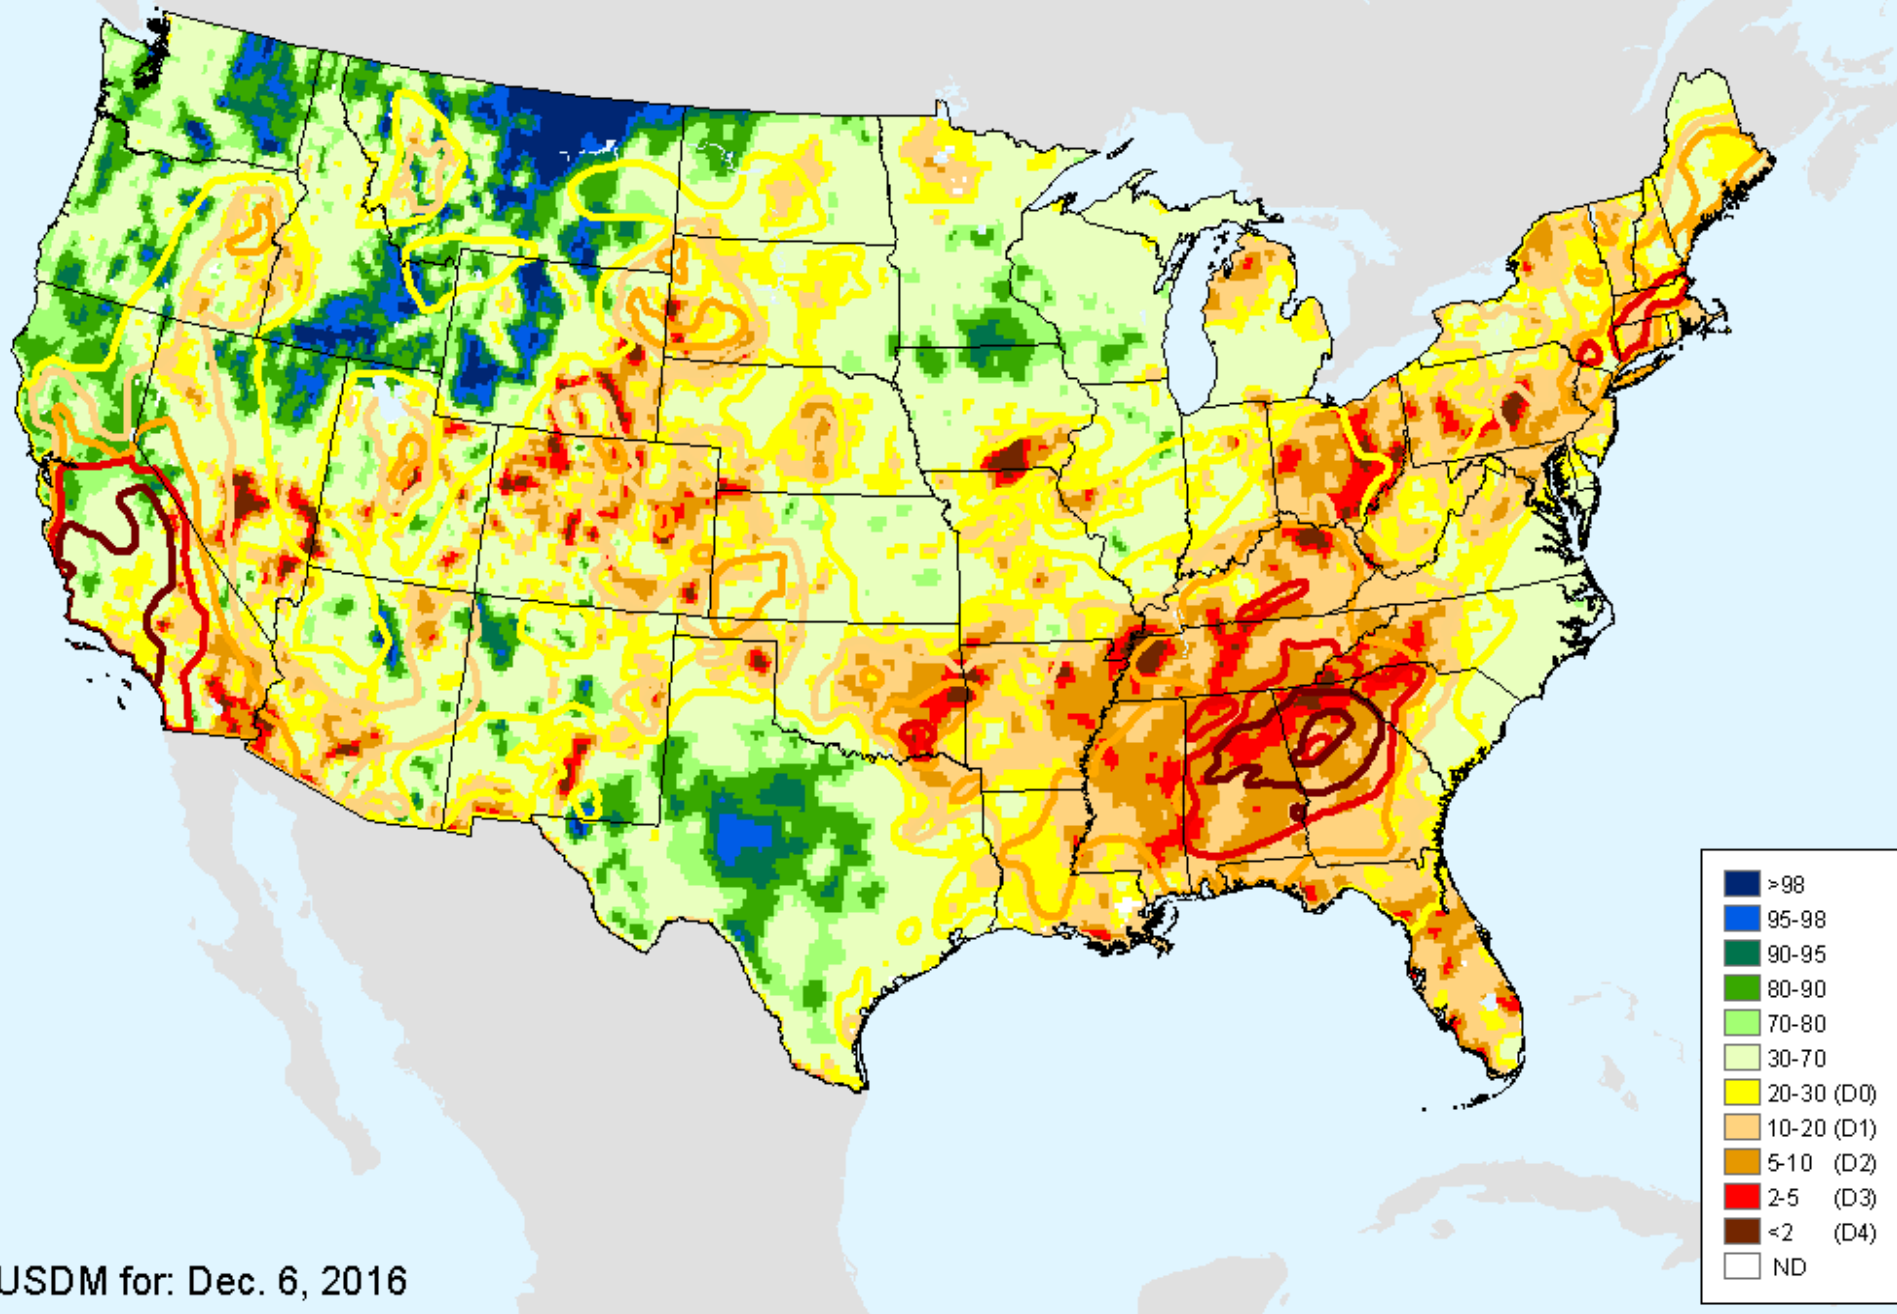 >98
95-98
90-95
80-90
70-80
30-70
20-30 (D0)
10-20 (D1)
5-10 (D2)
2-5 (D3)
<2 (D4)
ND
USDM for: Dec. 6, 2016